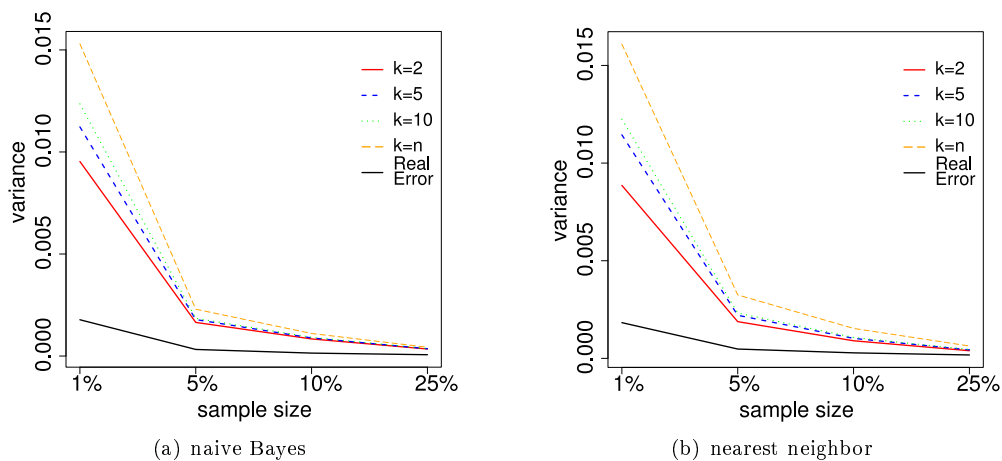 0.015
0.010
0.005
0.000
variance
k=2
k=5
k=10
k=n
Real
Error
1% 5% 10% 25%
sample size
(a) naive Bayes
0.015
0.010
0.005
0.000
variance
k=2
k=5
k=10
k=n
Real
Error
1% 5% 10% 25%
sample size
(b) nearest neighbor